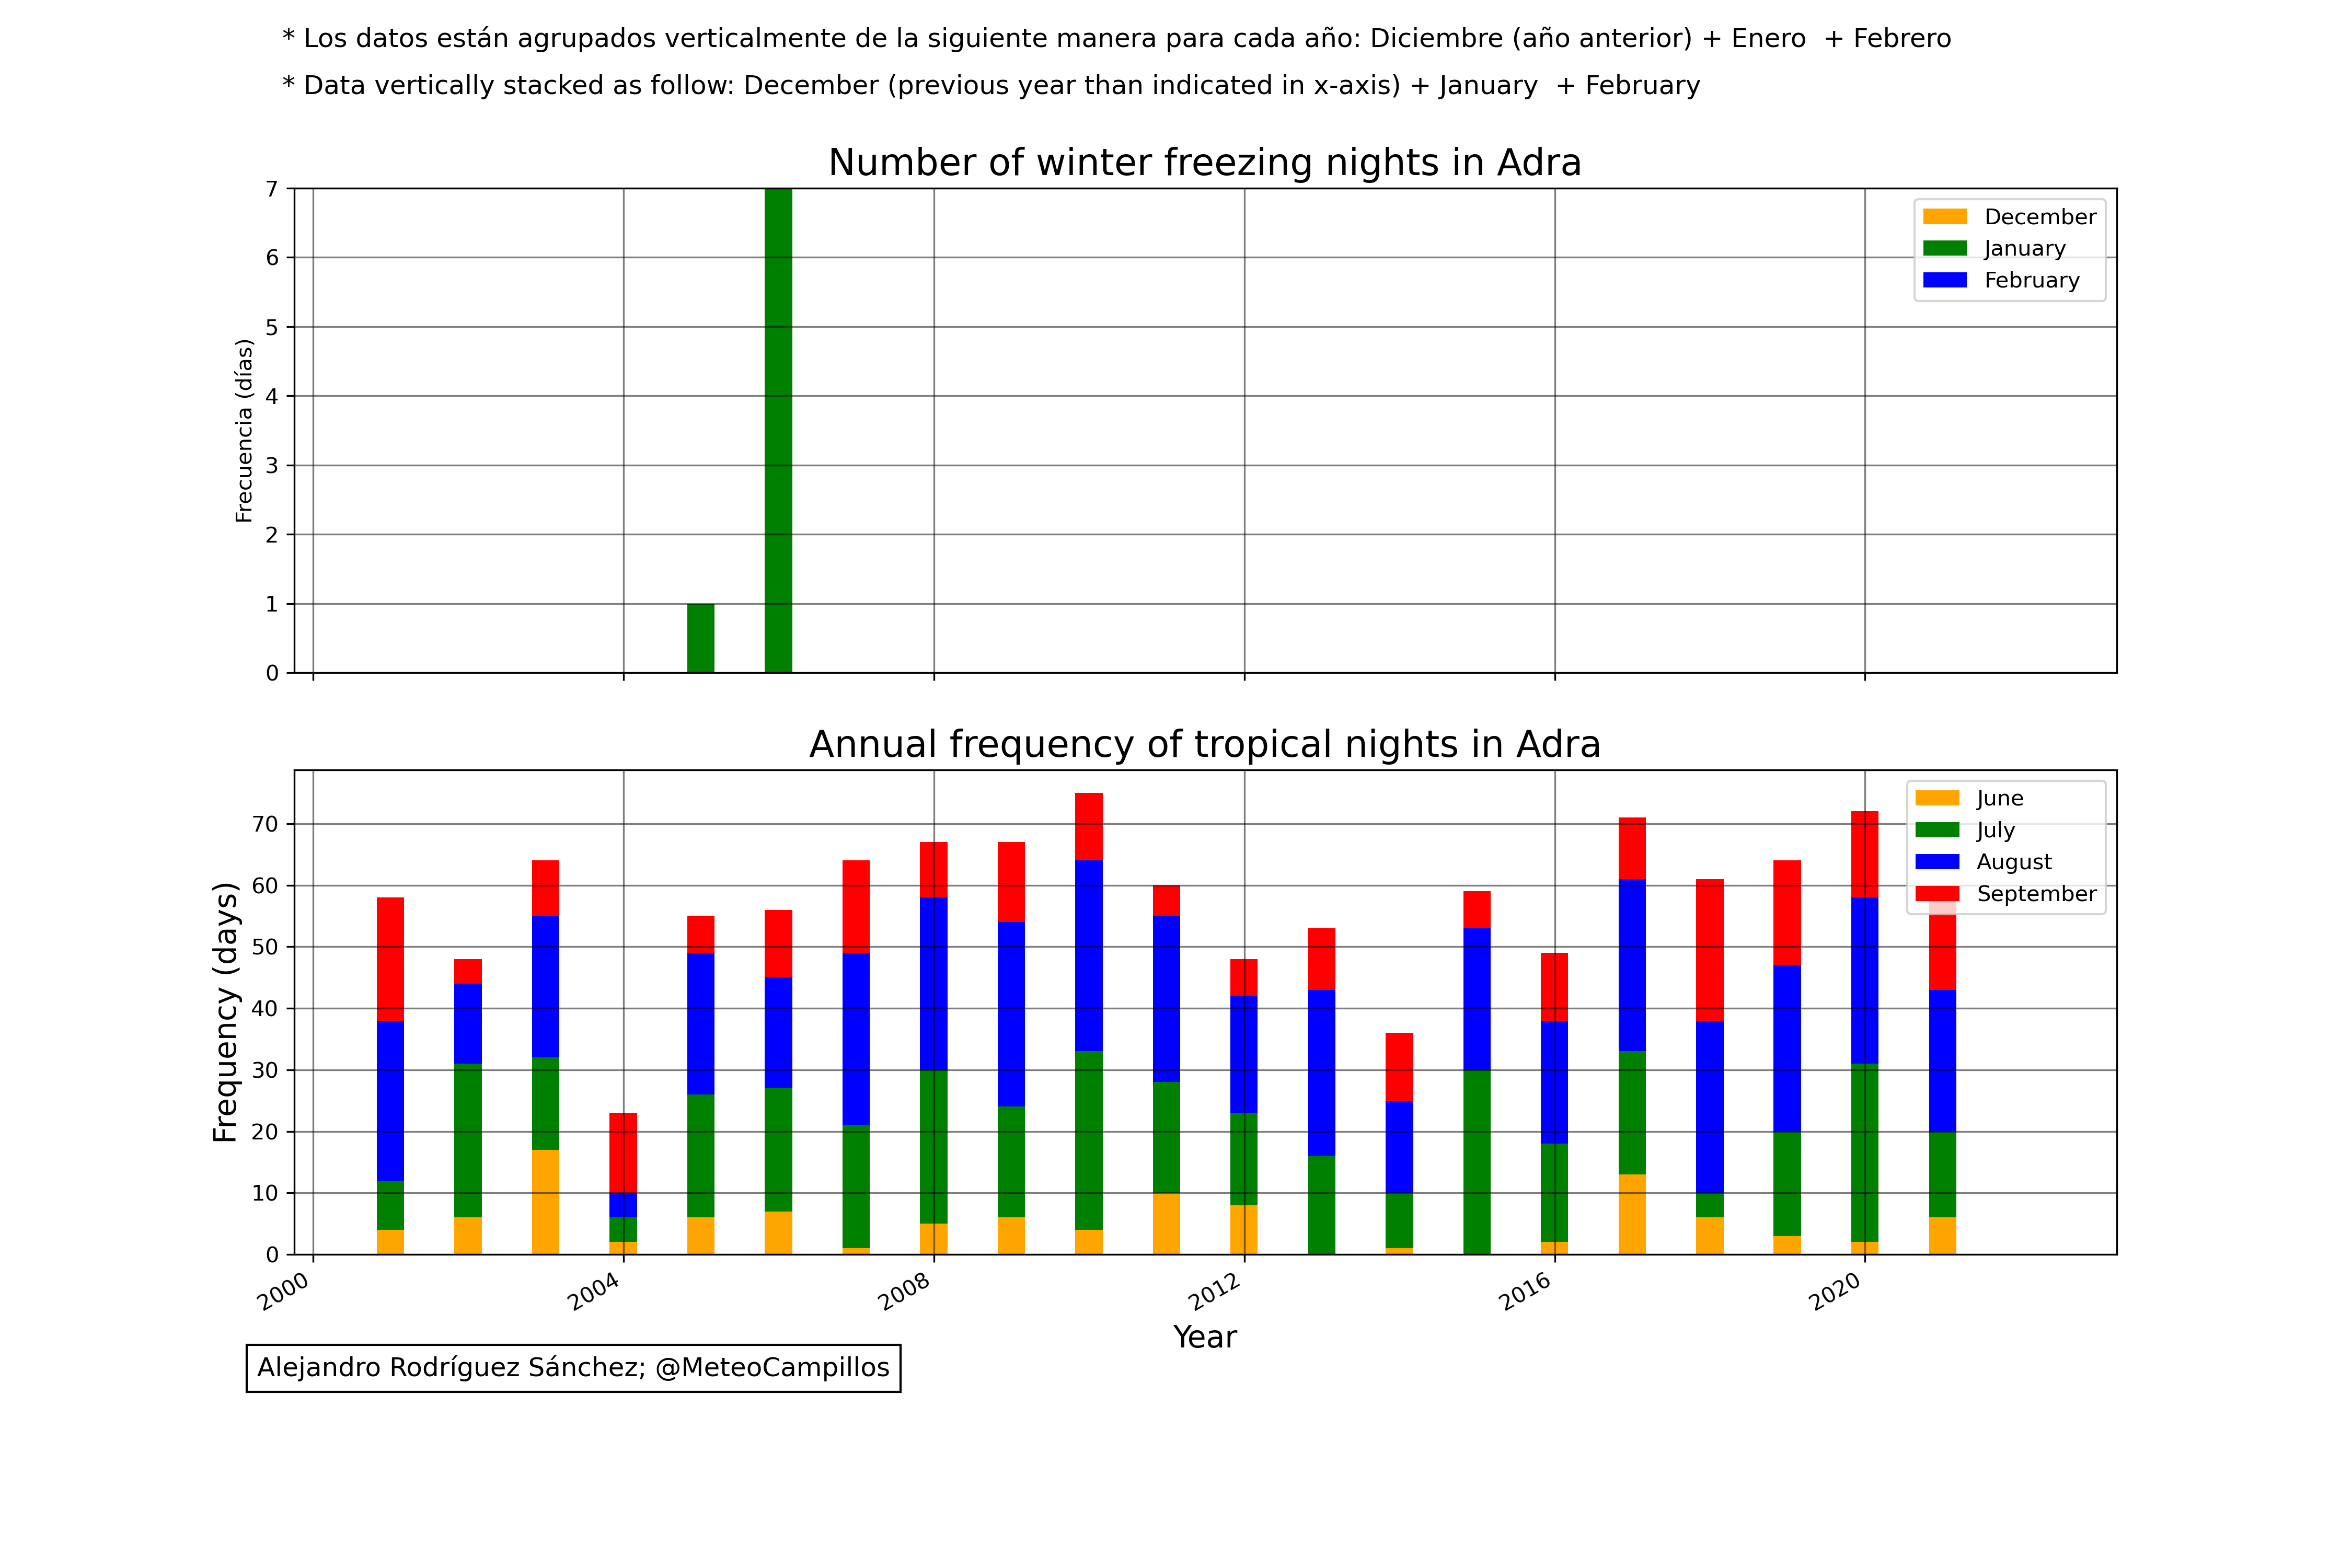 * Los datos están agrupados verticalmente de la siguiente manera para cada año: Diciembre (año anterior) + Enero  + Febrero
* Data vertically stacked as follow: December (previous year than indicated in x-axis) + January  + February
Number of winter freezing nights in Adra
7
6
5
4
3
2
1
0
Frecuencia (días)
December
January
February
Annual frequency of tropical nights in Adra
70
60
50
40
30
20
10
0
Frequency (days)
June
July
August
September
2000
2004
2008
2012
2016
2020
Year
Alejandro Rodríguez Sánchez; @MeteoCampillos